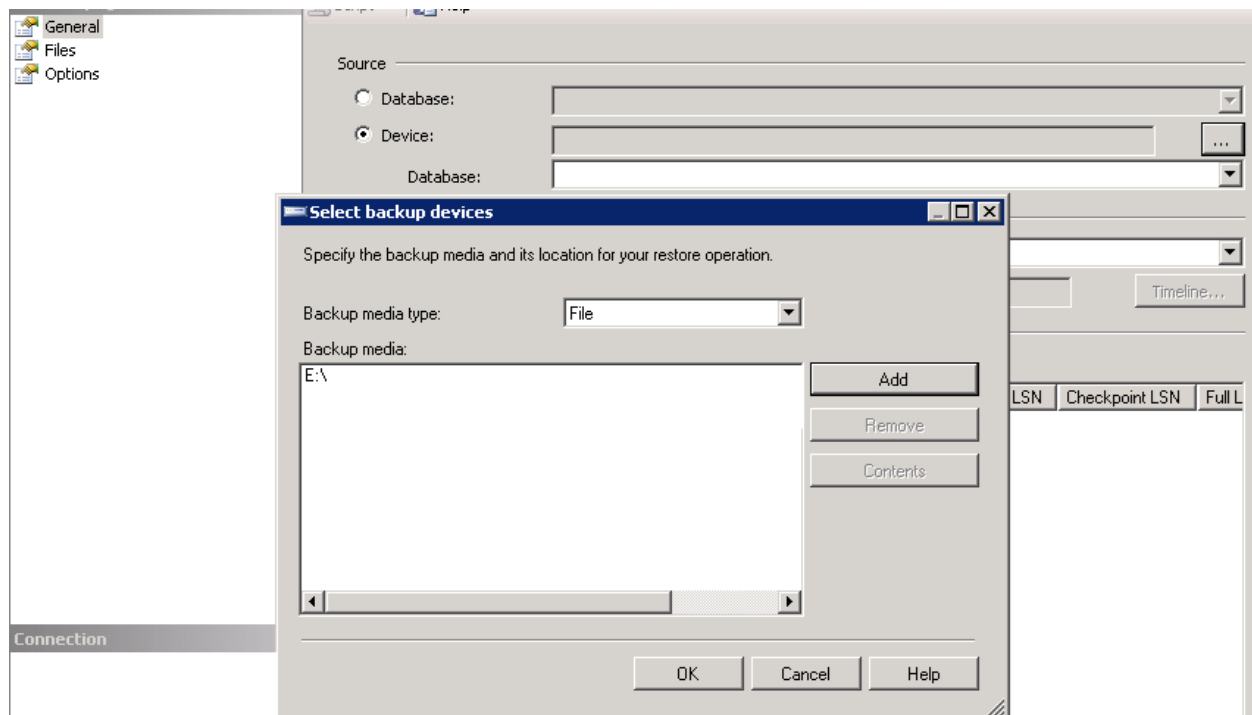 General
Files
Options
Source
Database:
Device:
...
Database:
Select backup devices
Specify the backup media and its location for your restore operation.
Timeline...
Backup media type:
File
Backup media:
E:\
Add
LSN
Checkpoint LSN
Full L
Remove
Contents
Connection
OK
Cancel
Help